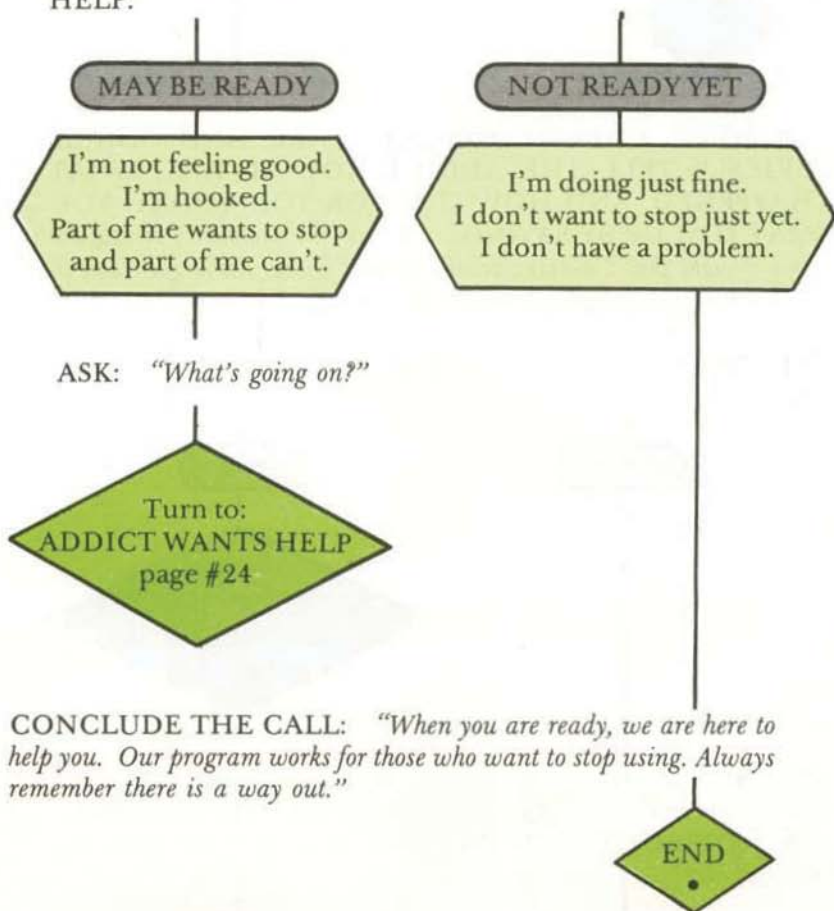 HELP:
MAY BE READY
I'm not feeling good.
I'm hooked.
Part of me wants to stop
and part of me can't.
ASK: "What's going on?"
Turn to:
ADDICT WANTS HELP
page #24
NOT READY YET
I'm doing just fine.
I don't want to stop just yet.
I don't have a problem.
CONCLUDE THE CALL: "When you are ready, we are here to
help you. Our program works for those who want to stop using. Always
remember there is a way out."
END